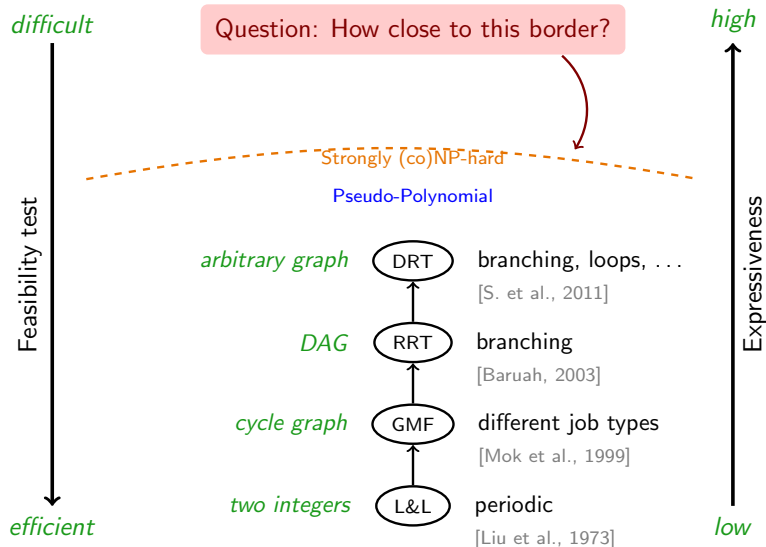 difficult
Question: How close to this border?
high
Strongly (co)NP-hard
Pseudo-Polynomial
Feasibility test
Expressiveness
arbitrary graph
DRT
branching, loops, ...
[S. et al., 2011]
DAG
RRT
branching
[Baruah, 2003]
cycle graph
GMF
different job types
[Mok et al., 1999]
two integers
L&L
periodic
[Liu et al., 1973]
efficient
low